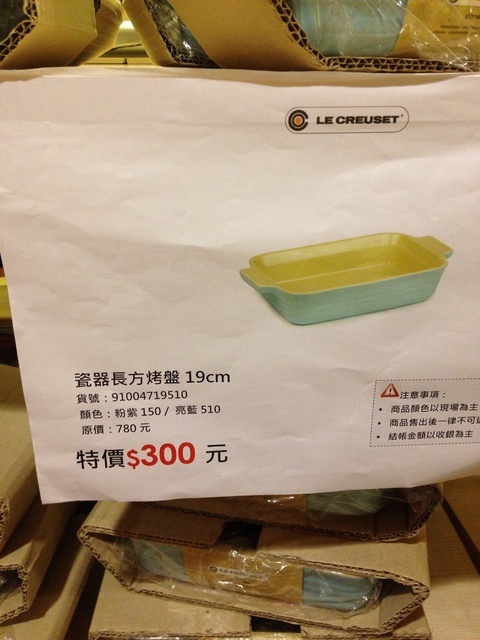 LE CREUSET
瓷器長方烤盤 19cm
貨號：91004719510
顏色：粉紫 150 / 亮藍 510
原價：780 元
特價$300 元
注意事項：
• 商品顏色以現場為主
• 商品售出後一律不可
• 結帳金額以收銀為主
LE CREUSET